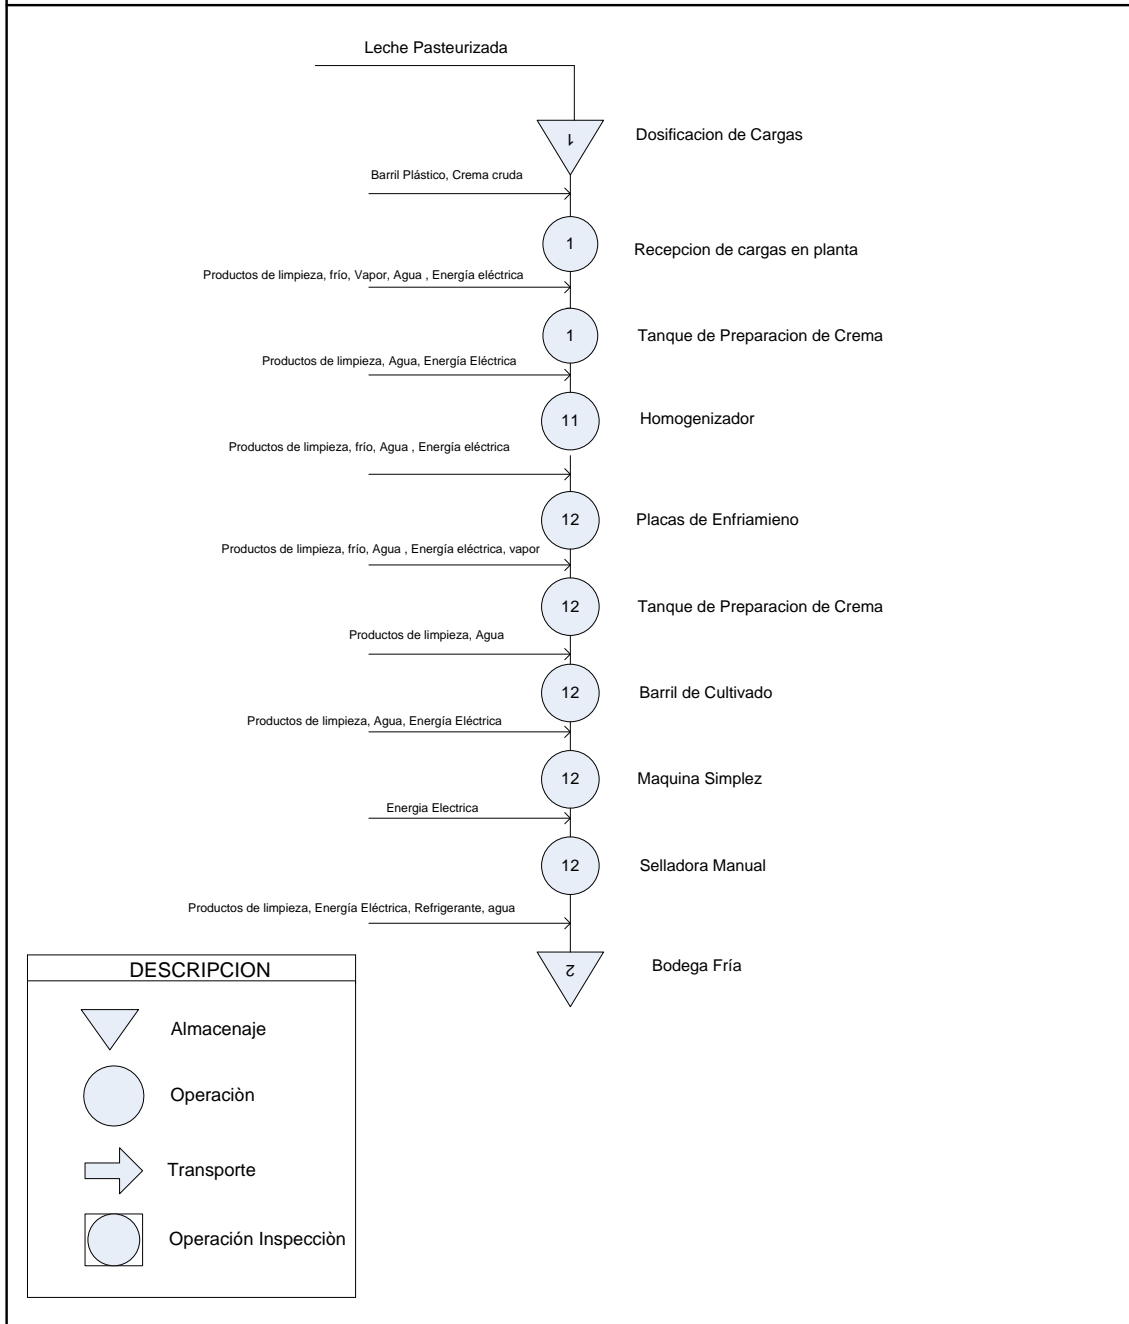 Leche Pasteurizada
1
Dosificacion de Cargas
Barril Plástico, Crema cruda
1
Recepcion de cargas en planta
Productos de limpieza, frío, Vapor, Agua , Energía eléctrica
1
Tanque de Preparacion de Crema
Productos de limpieza, Agua, Energía Eléctrica
11
Homogenizador
Productos de limpieza, frío, Agua , Energía eléctrica
12
Placas de Enfriamieno
Productos de limpieza, frío, Agua , Energía eléctrica, vapor
12
Tanque de Preparacion de Crema
Productos de limpieza, Agua
12
Barril de Cultivado
Productos de limpieza, Agua, Energía Eléctrica
12
Maquina Simplez
Energia Electrica
12
Selladora Manual
Productos de limpieza, Energía Eléctrica, Refrigerante, agua
2
Bodega Fría
DESCRIPCION
Almacenaje
Operaciòn
Transporte
Operación Inspecciòn